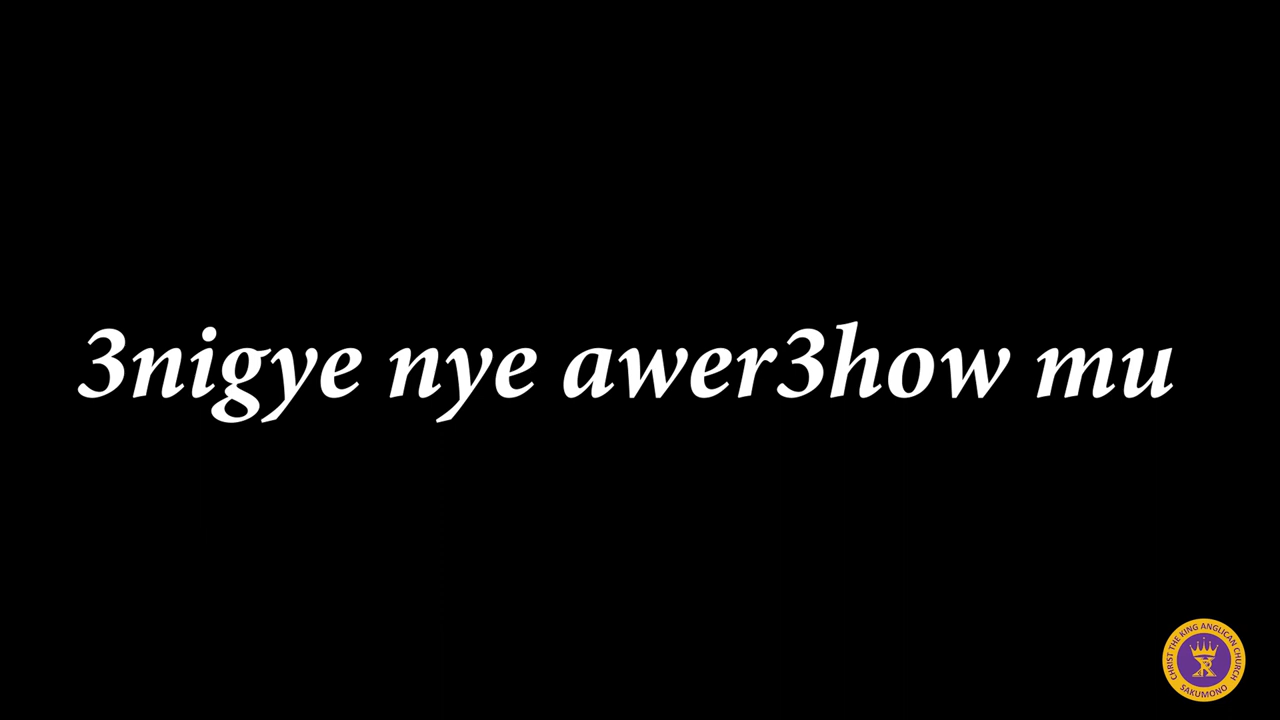 3nigye nye awer3how mu
CHRIST THE KING ANGLICAN CHURCH
SAKUMONO